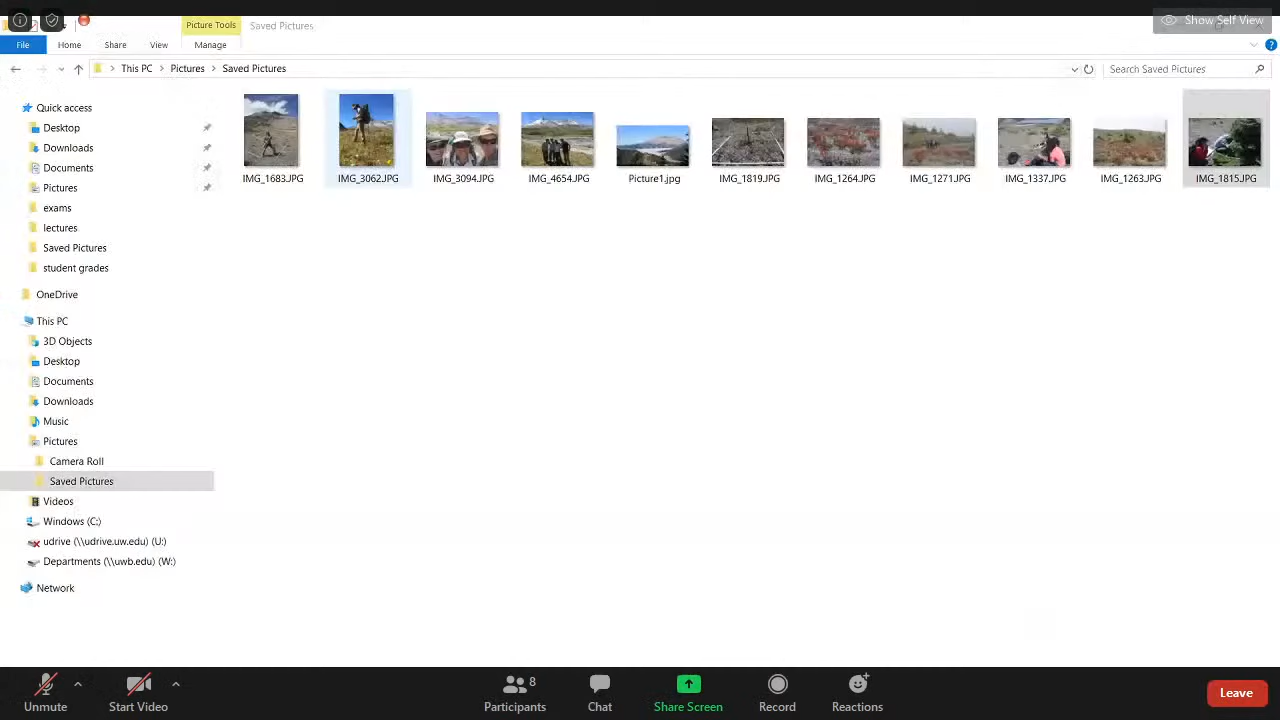 Picture Tools
Saved Pictures
Show Self View
File
Home
Share
View
Manage
This PC
Pictures
Saved Pictures
Search Saved Pictures
Quick access
Desktop
Downloads
Documents
Pictures
exams
lectures
Saved Pictures
student grades
OneDrive
This PC
3D Objects
Desktop
Documents
Downloads
Music
Pictures
Camera Roll
Saved Pictures
Videos
Windows (C:)
udrive (\\udrive.uw.edu) (U:)
Departments (\\uwb.edu) (W:)
Network
IMG_1683.JPG
IMG_3062.JPG
IMG_3094.JPG
IMG_4654.JPG
Picture1.jpg
IMG_1819.JPG
IMG_1264.JPG
IMG_1271.JPG
IMG_1337.JPG
IMG_1263.JPG
IMG_1815.JPG
Unmute
Start Video
Participants
8
Chat
Share Screen
Record
Reactions
Leave